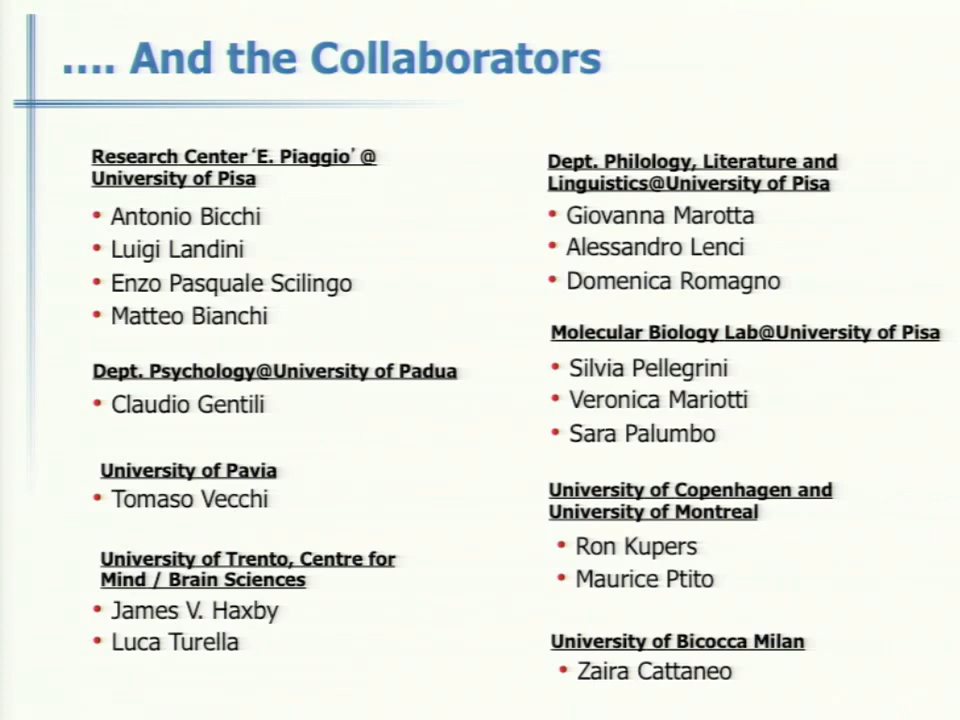 .... And the Collaborators
Research Center 'E. Piaggio' @
University of Pisa
• Antonio Bicchi
• Luigi Landini
• Enzo Pasquale Scilingo
• Matteo Bianchi
Dept. Psychology@University of Padua
• Claudio Gentili
University of Pavia
• Tomaso Vecchi
University of Trento, Centre for
Mind / Brain Sciences
• James V. Haxby
• Luca Turella
Dept. Philology, Literature and
Linguistics@University of Pisa
• Giovanna Marotta
• Alessandro Lenci
• Domenica Romagno
Molecular Biology Lab@University of Pisa
• Silvia Pellegrini
• Veronica Mariotti
• Sara Palumbo
University of Copenhagen and
University of Montreal
• Ron Kupers
• Maurice Ptito
University of Bicocca Milan
• Zaira Cattaneo